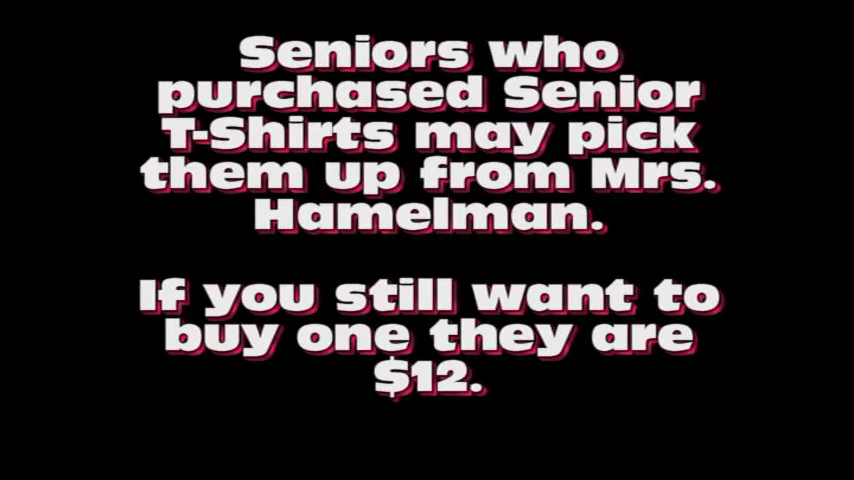 Seniors who
purchased Senior
T-Shirts may pick
them up from Mrs.
Hamelman.
If you still want to
buy one they are
$12.